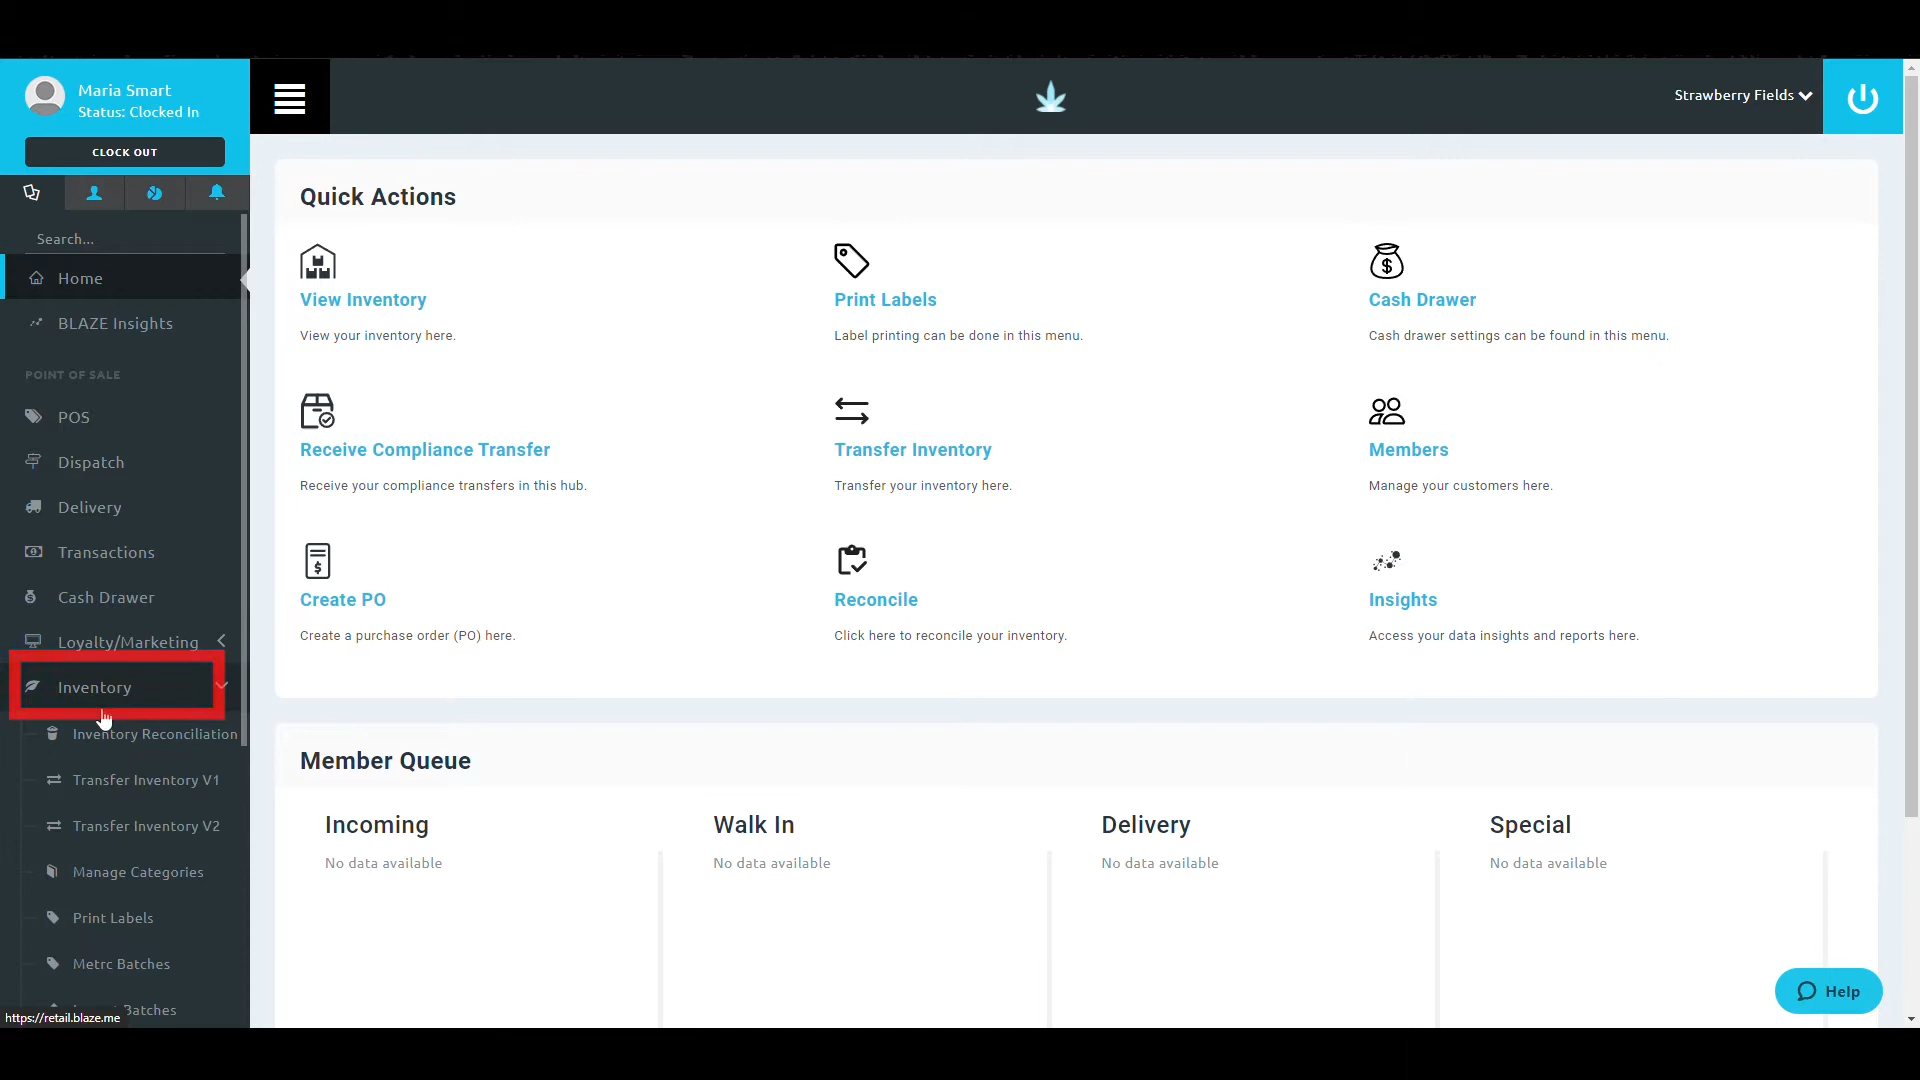 Maria Smart
Status: Clocked In
CLOCK OUT
Search...
Home
BLAZE Insights
POINT OF SALE
POS
Dispatch
Delivery
Transactions
Cash Drawer
Loyalty/Marketing
Inventory
Inventory Reconciliation
Transfer Inventory V1
Transfer Inventory V2
Manage Categories
Print Labels
Metrc Batches
Batches
https://retail.blaze.me
Strawberry Fields
Quick Actions
View Inventory
View your inventory here.
Print Labels
Label printing can be done in this menu.
Cash Drawer
Cash drawer settings can be found in this menu.
Receive Compliance Transfer
Receive your compliance transfers in this hub.
Transfer Inventory
Transfer your inventory here.
Members
Manage your customers here.
Create PO
Create a purchase order (PO) here.
Reconcile
Click here to reconcile your inventory.
Insights
Access your data insights and reports here.
Member Queue
Incoming
No data available
Walk In
No data available
Delivery
No data available
Special
No data available
Help